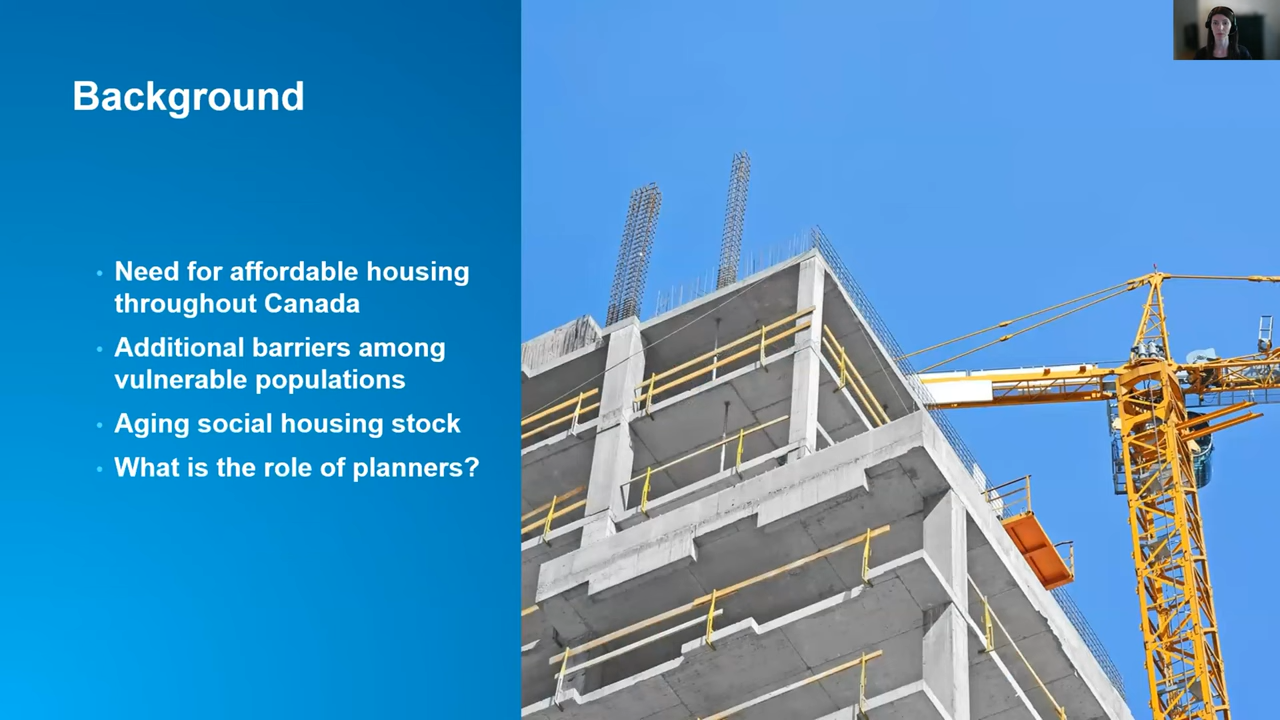 Background
• Need for affordable housing
throughout Canada
• Additional barriers among
vulnerable populations
• Aging social housing stock
• What is the role of planners?